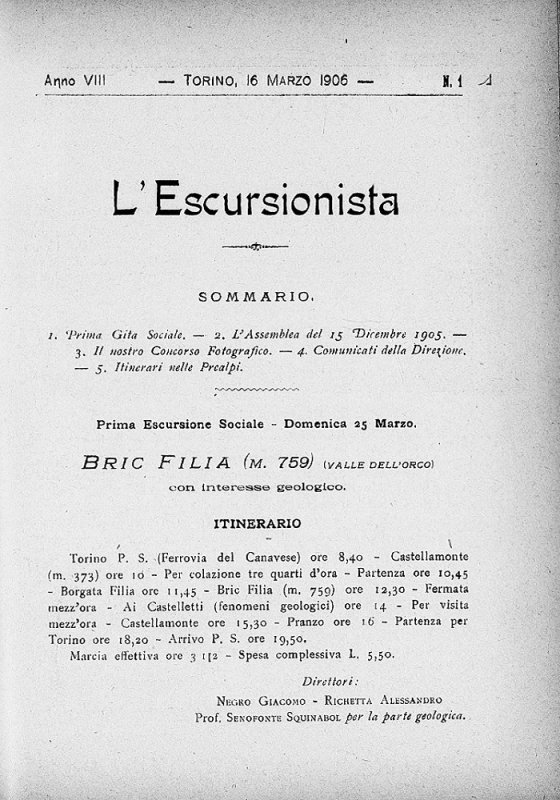 Anno VIII — TORINO, 16 MARZO 1906 — N. 1
L'Escursionista
SOMMARIO.
1. Prima Gita Sociale. — 2. L'Assemblea del 15 Dicembre 1905. —
3. Il nostro Concorso Fotografico. — 4. Comunicati della Direzione.
— 5. Itinerari nelle Prealpi.
Prima Escursione Sociale - Domenica 25 Marzo.
BRIC FILIA (M. 759) (VALLE DELL'ORCO)
con interesse geologico.
ITINERARIO
Torino P. S. (Ferrovia del Canavese) ore 8,40 - Castellamonte
(m. 373) ore 10 - Per colazione tre quarti d'ora - Partenza ore 10,45
- Borgata Filia ore 11,45 - Bric Filia (m. 759) ore 12,30 - Fermata
mezz'ora - Ai Castelletti (fenomeni geologici) ore 14 - Per visita
mezz'ora - Castellamonte ore 15,30 - Pranzo ore 16 - Partenza per
Torino ore 18,20 - Arrivo P. S. ore 19,50.
Marcia effettiva ore 3 1|2 - Spesa complessiva L. 5,50.
Direttori:
NEGRO GIACOMO - RICHETTA ALESSANDRO
Prof. SENOFONTE SQUINABOL per la parte geologica.